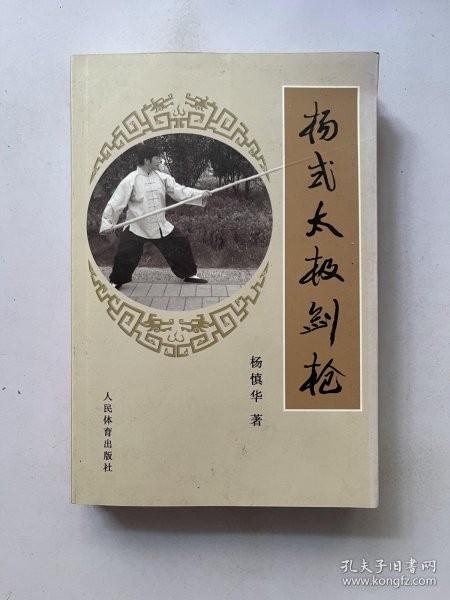 杨式太极剑枪
杨慎华 著
人民体育出版社
孔夫子旧书网
www.kongfz.com